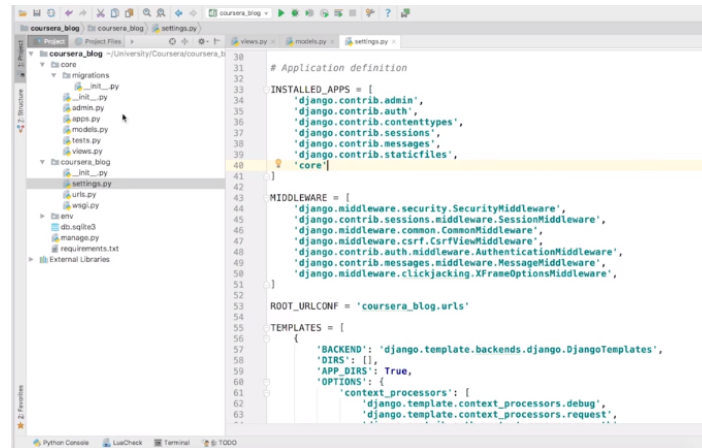 coursera_blog
coursera_blog coursera_blog settings.py
1: Project
Project Project Files
views.py models.py settings.py
coursera_blog ~/University/Coursera/coursera_b
core
migrations
__init__.py
__init__.py
admin.py
apps.py
models.py
tests.py
views.py
coursera_blog
__init__.py
settings.py
urls.py
wsgi.py
env
db.sqlite3
manage.py
requirements.txt
External Libraries
Structure
2: Favorites
30
31 # Application definition
32
33 INSTALLED_APPS = [
34 'django.contrib.admin',
35 'django.contrib.auth',
36 'django.contrib.contenttypes',
37 'django.contrib.sessions',
38 'django.contrib.messages',
39 'django.contrib.staticfiles',
40 'core'
41 ]
42
43 MIDDLEWARE = [
44 'django.middleware.security.SecurityMiddleware',
45 'django.contrib.sessions.middleware.SessionMiddleware',
46 'django.middleware.common.CommonMiddleware',
47 'django.middleware.csrf.CsrfViewMiddleware',
48 'django.contrib.auth.middleware.AuthenticationMiddleware',
49 'django.contrib.messages.middleware.MessageMiddleware',
50 'django.middleware.clickjacking.XFrameOptionsMiddleware',
51 ]
52
53 ROOT_URLCONF = 'coursera_blog.urls'
54
55 TEMPLATES = [
56 {
57 'BACKEND': 'django.template.backends.django.DjangoTemplates',
58 'DIRS': [],
59 'APP_DIRS': True,
60 'OPTIONS': {
61 'context_processors': [
62 'django.template.context_processors.debug',
63 'django.template.context_processors.request',
Python Console LuaCheck Terminal 6: TODO